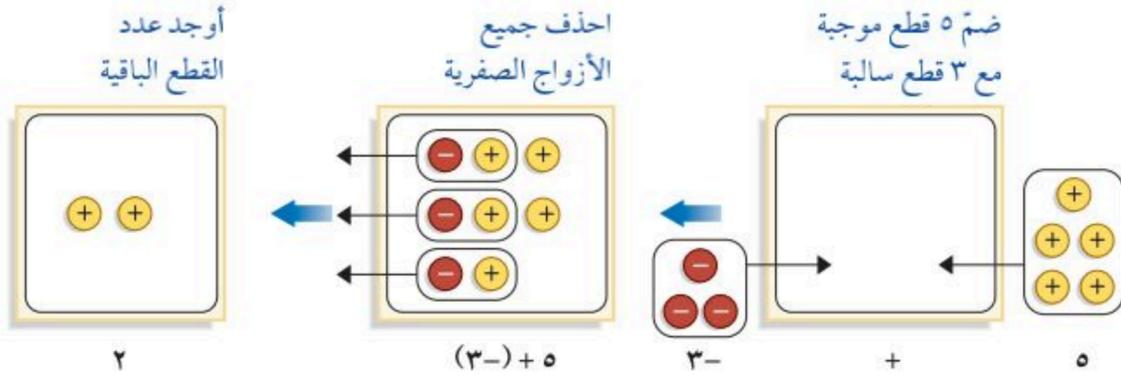 ضمّ ٥ قطع موجبة
مع ٣ قطع سالبة
احذف جميع
الأزواج الصفرية
أوجد عدد
القطع الباقية
+
+ +
+ +
−
− −
− + +
− + +
− +
+ +
٥ + −٣
٥ + (−٣)
٢